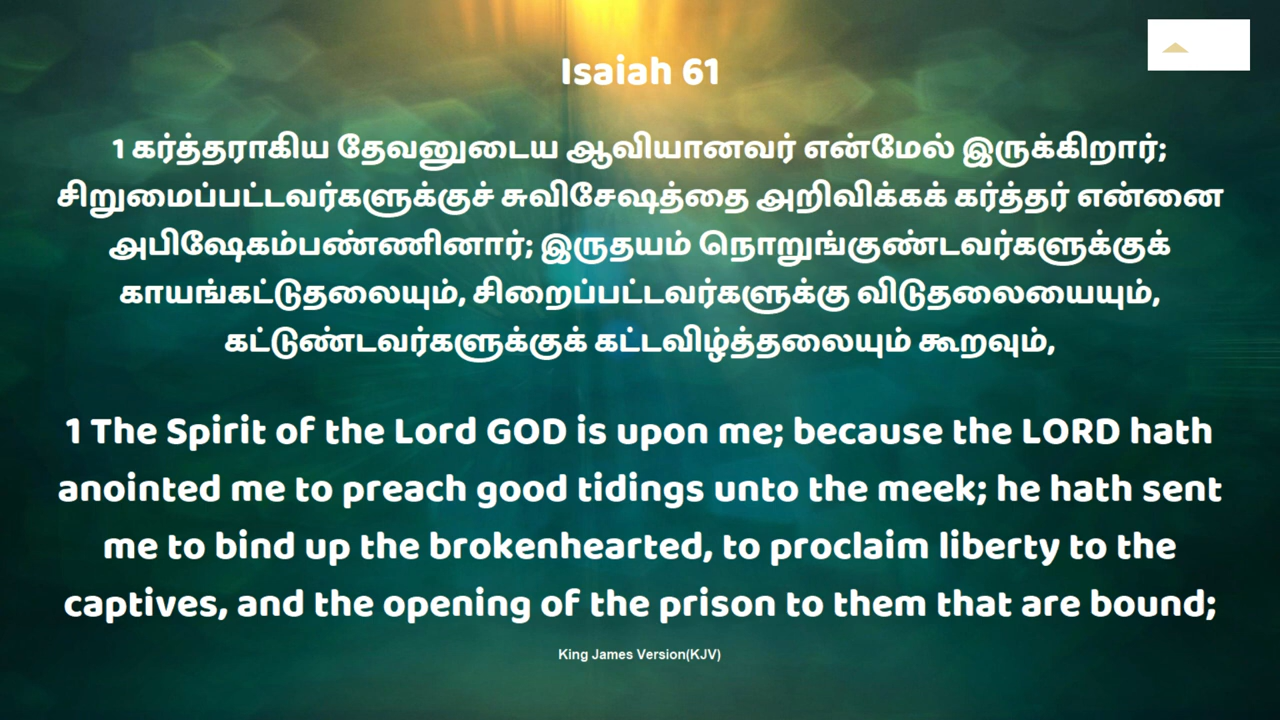 Isaiah 61
1 கர்த்தராகிய தேவனுடைய ஆவியானவர் என்மேல் இருக்கிறார்;
சிறுமைப்பட்டவர்களுக்குச் சுவிசேஷத்தை அறிவிக்கக் கர்த்தர் என்னை
அபிஷேகம்பண்ணினார்; இருதயம் நொறுங்குண்டவர்களுக்குக்
காயங்கட்டுதலையும், சிறைப்பட்டவர்களுக்கு விடுதலையையும்,
கட்டுண்டவர்களுக்குக் கட்டவிழ்த்தலையும் கூறவும்,
1 The Spirit of the Lord GOD is upon me; because the LORD hath
anointed me to preach good tidings unto the meek; he hath sent
me to bind up the brokenhearted, to proclaim liberty to the
captives, and the opening of the prison to them that are bound;
King James Version(KJV)